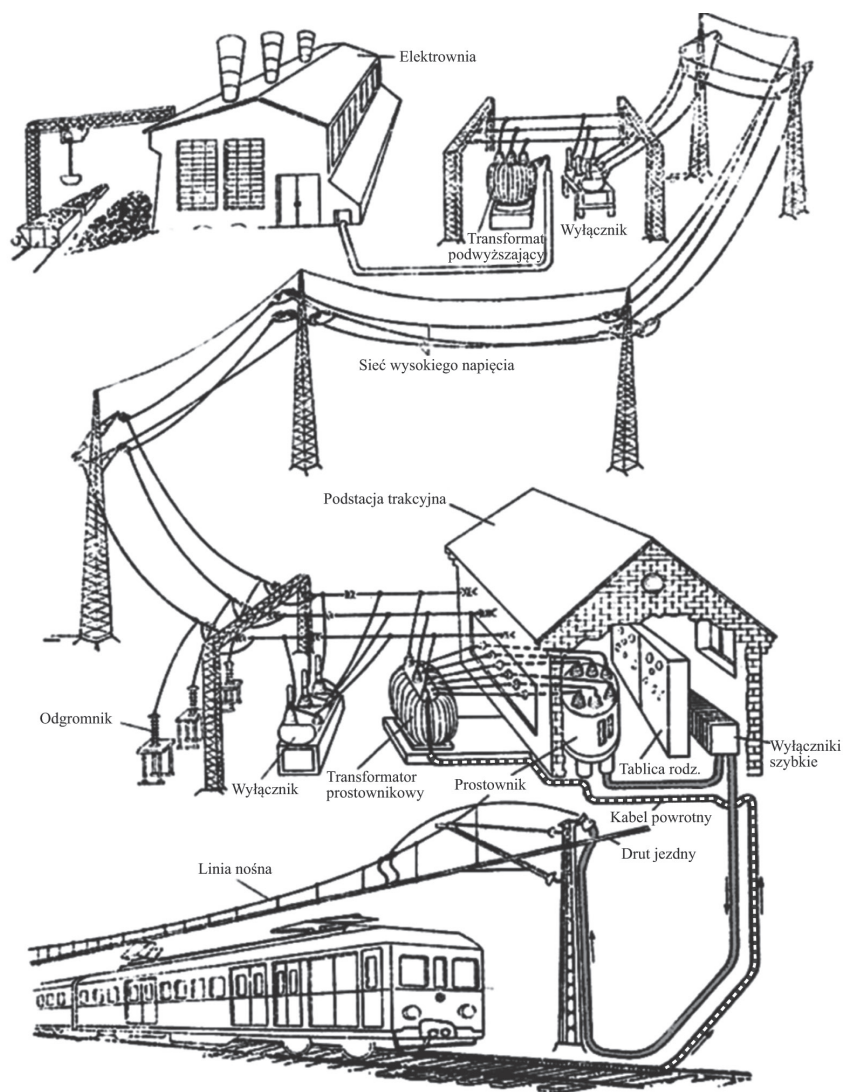 Elektrownia
Transformat
podwyższający
Wyłącznik
Sieć wysokiego napięcia
Podstacja trakcyjna
Odgromnik
Wyłącznik
Transformator
prostownikowy
Prostownik
Tablica rodz.
Wyłączniki
szybkie
Kabel powrotny
Drut jezdny
Linia nośna